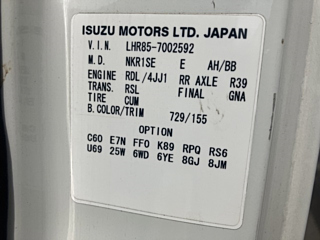 ISUZU MOTORS LTD. JAPAN
V.I.N. LHR85-7002592
M.D. NKR1SE E AH/BB
ENGINE RDL/4JJ1 RR AXLE R39
TRANS. RSL FINAL GNA
TIRE CUM
B.COLOR/TRIM 729/155
OPTION
C60 E7N FF0 K89 RPQ RS6
U69 25W 6WD 6YE 8GJ 8JM